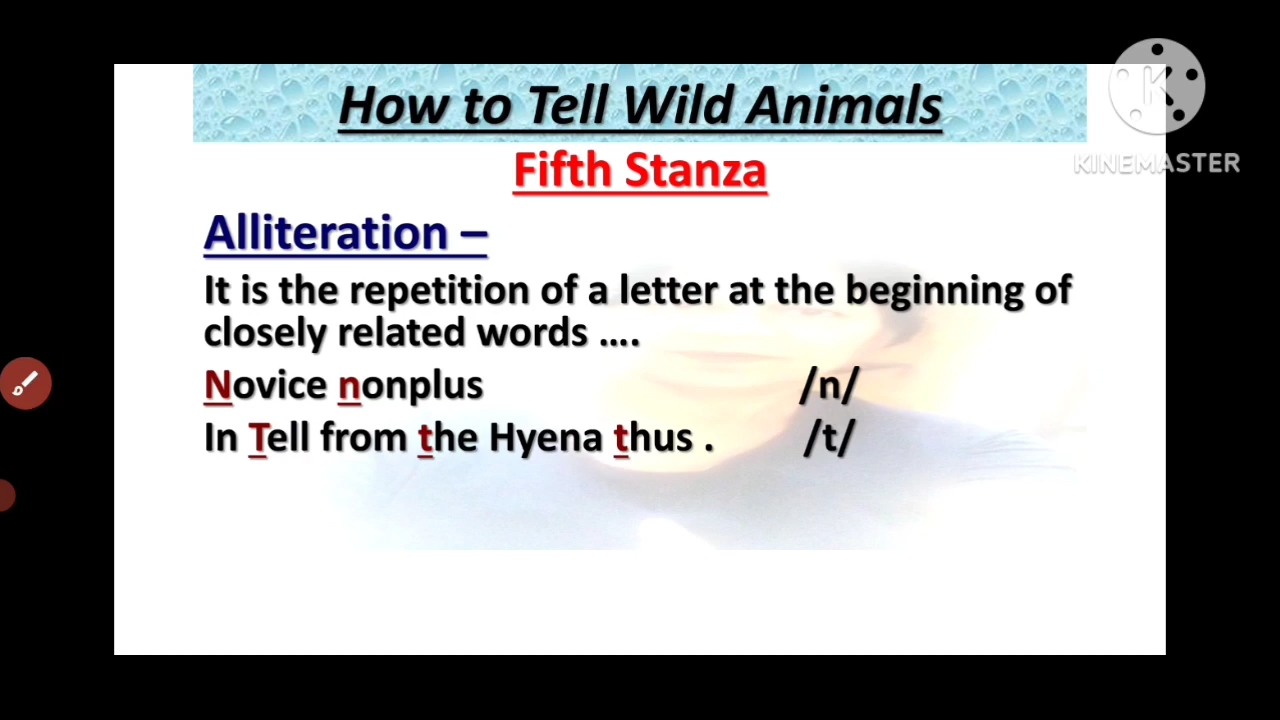 How to Tell Wild Animals
KINEMASTER
Fifth Stanza
Alliteration –
It is the repetition of a letter at the beginning of
closely related words ....
Novice nonplus /n/
In Tell from the Hyena thus . /t/